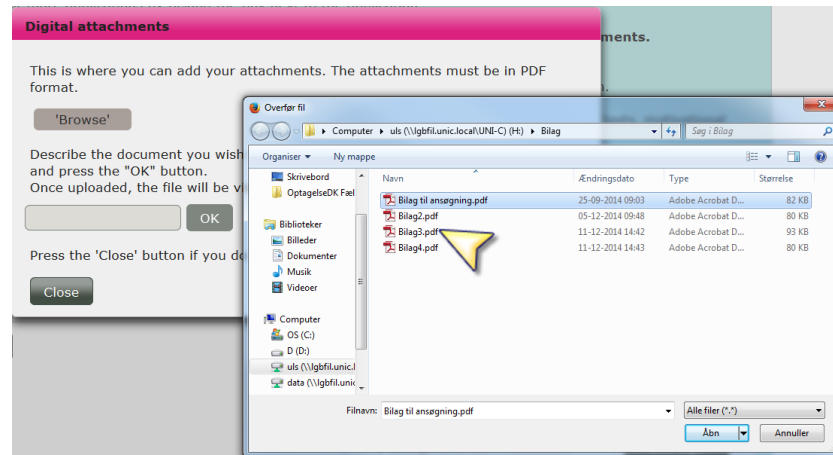 Digital attachments
ments.
This is where you can add your attachments. The attachments must be in PDF
format.
'Browse'
Describe the document you wish
and press the "OK" button.
Once uploaded, the file will be vi
OK
Press the 'Close' button if you do
Close
Overfør fil
Computer uls (\\lgbfil.unic.local\UNI-C) (H:) Bilag
Søg i Bilag
Organiser Ny mappe
Skrivebord
OptagelseDK Fæl
Biblioteker
Billeder
Dokumenter
Musik
Videoer
Computer
OS (C:)
D (D:)
uls (\\lgbfil.unic.l
data (\\lgbfil.unic
Navn Ændringsdato Type Størrelse
Bilag til ansøgning.pdf 25-09-2014 09:03 Adobe Acrobat D... 82 KB
Bilag2.pdf 05-12-2014 09:48 Adobe Acrobat D... 80 KB
Bilag3.pdf 11-12-2014 14:42 Adobe Acrobat D... 93 KB
Bilag4.pdf 11-12-2014 14:43 Adobe Acrobat D... 80 KB
Filnavn: Bilag til ansøgning.pdf
Alle filer (*.*)
Åbn Annuller